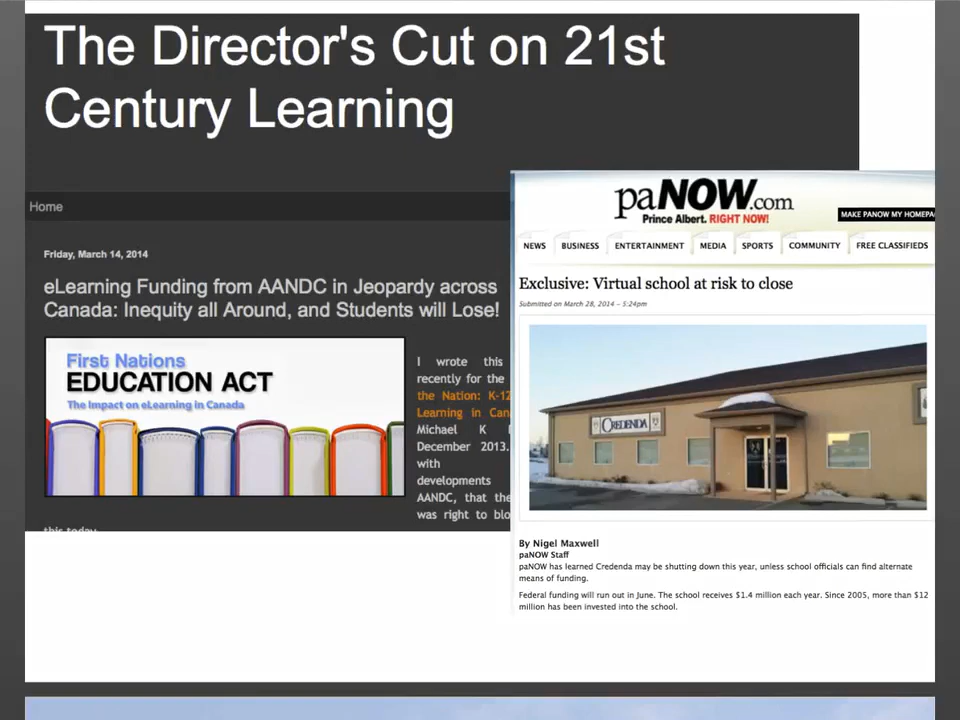 The Director's Cut on 21st
Century Learning
Home
Friday, March 14, 2014
eLearning Funding from AANDC in Jeopardy across
Canada: Inequity all Around, and Students will Lose!
First Nations
EDUCATION ACT
The Impact on eLearning in Canada
I wrote this
recently for the
the Nation: K-12
Learning in Can
Michael K
December 2013.
with
developments
AANDC, that the
was right to blo
this today
paNOW.com
Prince Albert. RIGHT NOW!
MAKE PANOW MY HOMEPA
NEWS BUSINESS ENTERTAINMENT MEDIA SPORTS COMMUNITY FREE CLASSIFIEDS
Exclusive: Virtual school at risk to close
Submitted on March 28, 2014 – 5:24pm
CREDENDA
By Nigel Maxwell
paNOW Staff
paNOW has learned Credenda may be shutting down this year, unless school officials can find alternate
means of funding.
Federal funding will run out in June. The school receives $1.4 million each year. Since 2005, more than $12
million has been invested into the school.